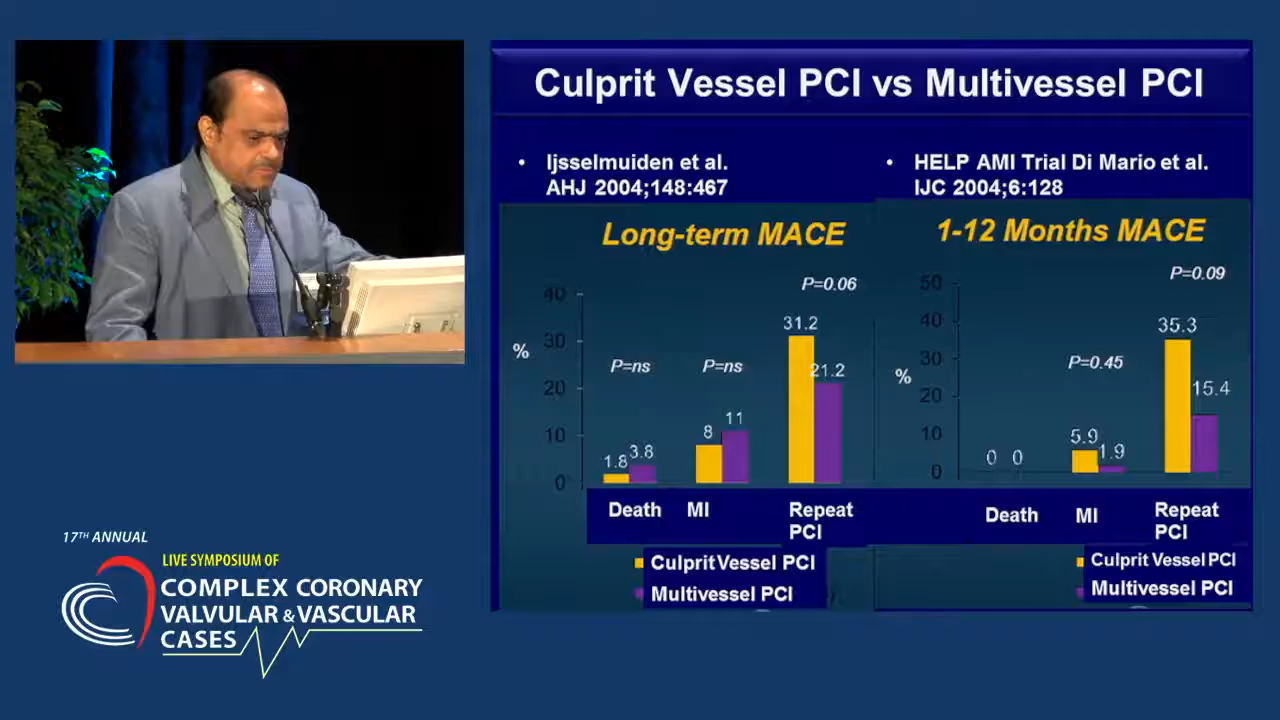 Culprit Vessel PCI vs Multivessel PCI
• Ijsselmuiden et al.
AHJ 2004;148:467
Long-term MACE
P=0.06
40
31.2
%
30
P=ns
P=ns
21.2
20
11
10
8
1.8
3.8
0
Death
MI
Repeat
PCI
Culprit Vessel PCI
Multivessel PCI
• HELP AMI Trial Di Mario et al.
IJC 2004;6:128
1-12 Months MACE
P=0.09
50
40
35.3
P=0.45
30
%
20
15.4
10
5.9
1.9
0
0
0
Death
MI
Repeat
PCI
Culprit Vessel PCI
Multivessel PCI
17TH ANNUAL
LIVE SYMPOSIUM OF
COMPLEX CORONARY
VALVULAR & VASCULAR
CASES